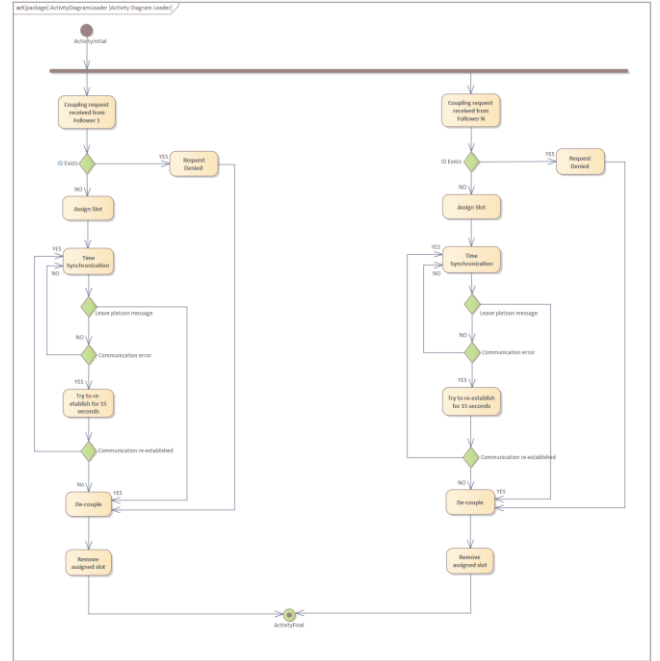 act [package] ActivityDiagramLeader [Activity Diagram Leader]
ActivityInitial
Coupling request
received from
Follower 1
ID Exists
YES
Request
Denied
NO
Assign Slot
YES
Time
Synchronization
NO
Leave platoon message
NO
Communication error
YES
Try to re-
etablish for 15
seconds
Communication re-established
No
YES
De-couple
Remove
assigned slot
Coupling request
received from
Follower N
ID Exists
YES
Request
Denied
NO
Assign Slot
YES
Time
Synchronization
NO
Leave platoon message
NO
Communication error
YES
Try to re-establish
for 15 seconds
Communication re-established
NO
YES
De-couple
Remove
assigned slot
ActivityFinal